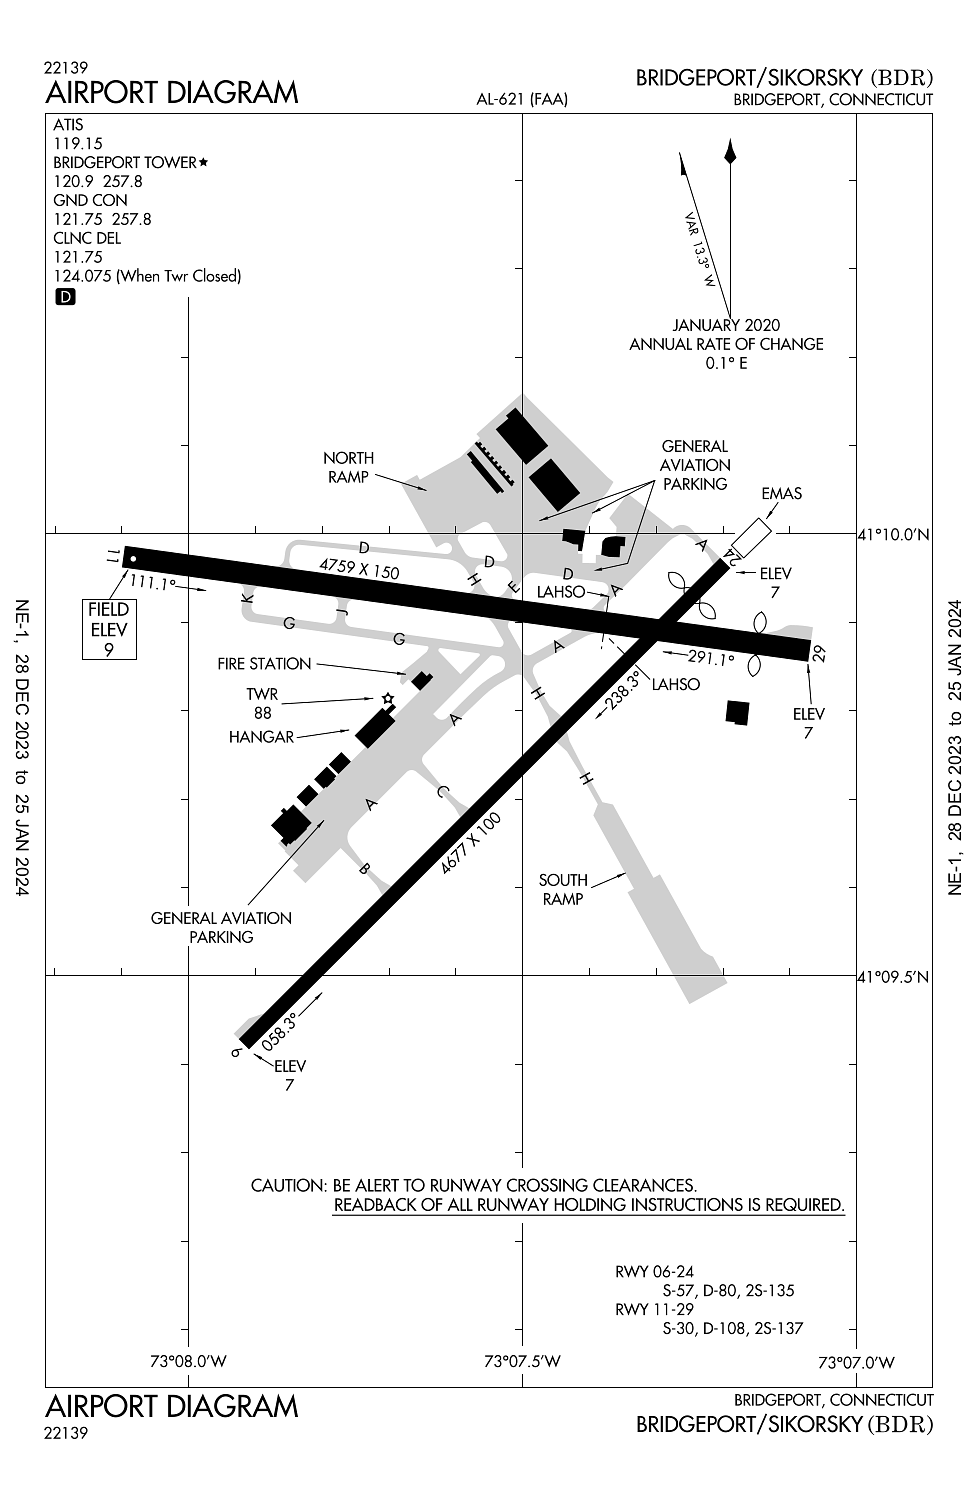 22139
AIRPORT DIAGRAM
AL-621 (FAA)
BRIDGEPORT/SIKORSKY (BDR)
BRIDGEPORT, CONNECTICUT
ATIS
119.15
BRIDGEPORT TOWER★
120.9 257.8
GND CON
121.75 257.8
CLNC DEL
121.75
124.075 (When Twr Closed)
D
VAR 13.3° W
JANUARY 2020
ANNUAL RATE OF CHANGE
0.1° E
NORTH
RAMP
GENERAL
AVIATION
PARKING
EMAS
41°10.0'N
11
D
4759 X 150
D
H
E
D
A
A
24
LAHSO
ELEV
7
111.1°
FIELD
ELEV
9
K
J
G
G
A
FIRE STATION
TWR
88
HANGAR
291.1°
29
LAHSO
238.3°
H
ELEV
7
A
A
C
H
4677 X 100
B
SOUTH
RAMP
GENERAL AVIATION
PARKING
41°09.5'N
058.3°
6
ELEV
7
NE-1, 28 DEC 2023 to 25 JAN 2024
NE-1, 28 DEC 2023 to 25 JAN 2024
CAUTION: BE ALERT TO RUNWAY CROSSING CLEARANCES.
READBACK OF ALL RUNWAY HOLDING INSTRUCTIONS IS REQUIRED.
RWY 06-24
S-57, D-80, 2S-135
RWY 11-29
S-30, D-108, 2S-137
73°08.0'W
73°07.5'W
73°07.0'W
AIRPORT DIAGRAM
22139
BRIDGEPORT, CONNECTICUT
BRIDGEPORT/SIKORSKY (BDR)